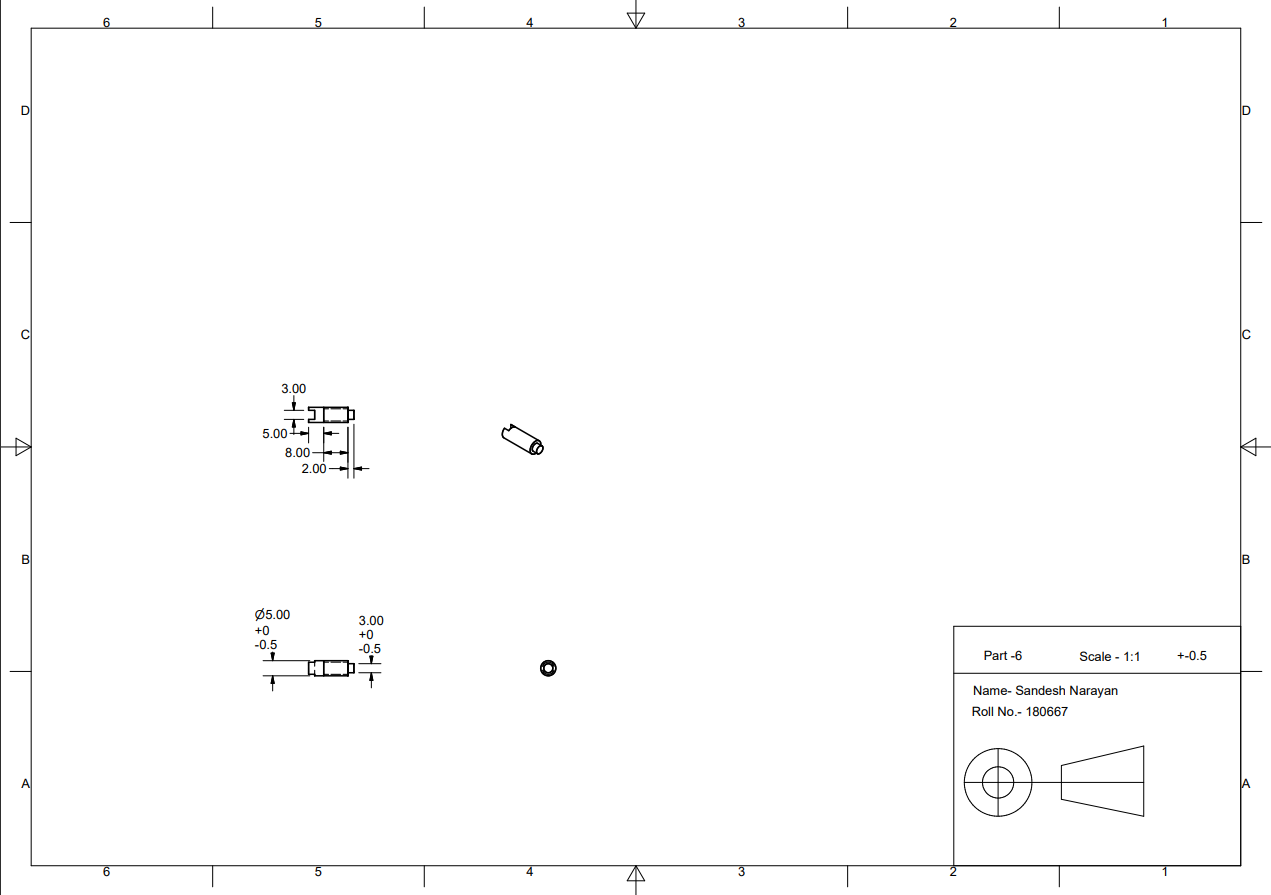 6 5 4 3 2 1
D D
C C
3.00
5.00
8.00
2.00
B B
Ø5.00
+0
-0.5
3.00
+0
-0.5
Part -6 Scale - 1:1 +-0.5
Name- Sandesh Narayan
Roll No.- 180667
A A
6 5 4 3 2 1